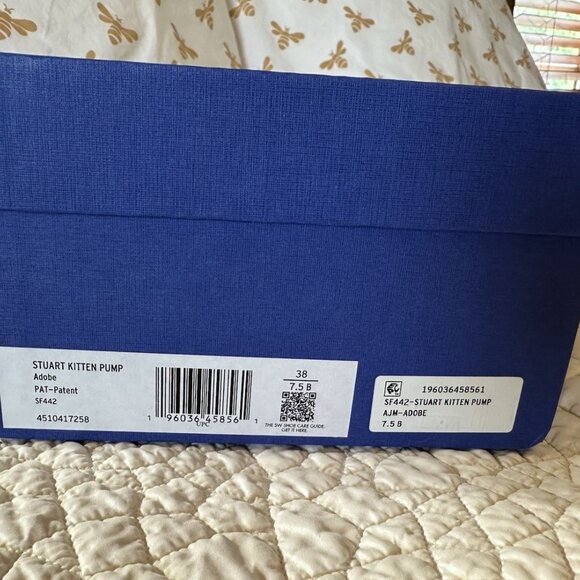 STUART KITTEN PUMP
Adobe
PAT-Patent
SF442
4510417258
1 96036 45856 1
UPC
38
7.5 B
THE SW SHOE CARE GUIDE.
GET IT HERE.
196036458561
SF442-STUART KITTEN PUMP
AJM-ADOBE
7.5 B